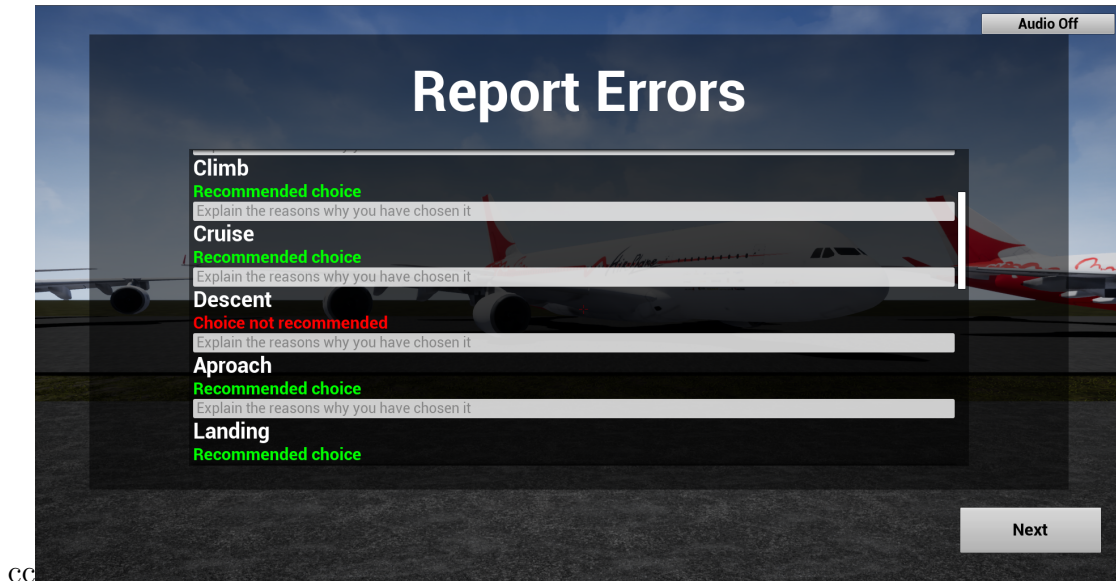 Audio Off
Report Errors
Climb
Recommended choice
Explain the reasons why you have chosen it
Cruise
Recommended choice
Explain the reasons why you have chosen it
Descent
Choice not recommended
Explain the reasons why you have chosen it
Aproach
Recommended choice
Explain the reasons why you have chosen it
Landing
Recommended choice
Next
cc